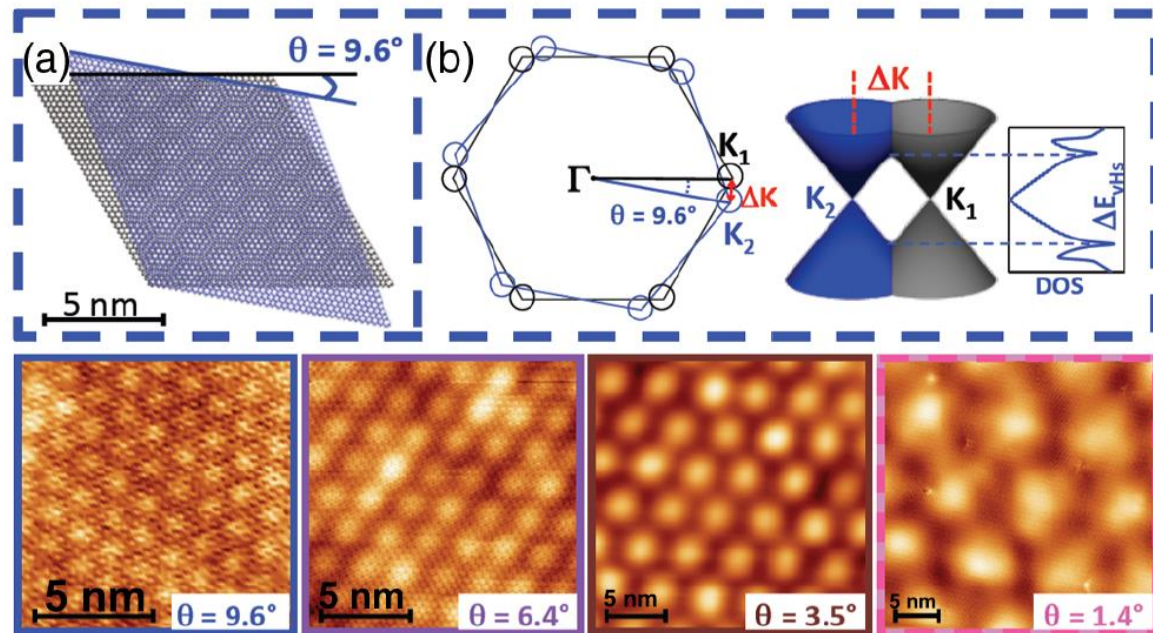 (a)
θ = 9.6°
5 nm
(b)
K₁
Γ
θ = 9.6°
ΔK
K₂
ΔK
K₂
K₁
ΔE_vHs
DOS
5 nm
θ = 9.6°
5 nm
θ = 6.4°
5 nm
θ = 3.5°
5 nm
θ = 1.4°